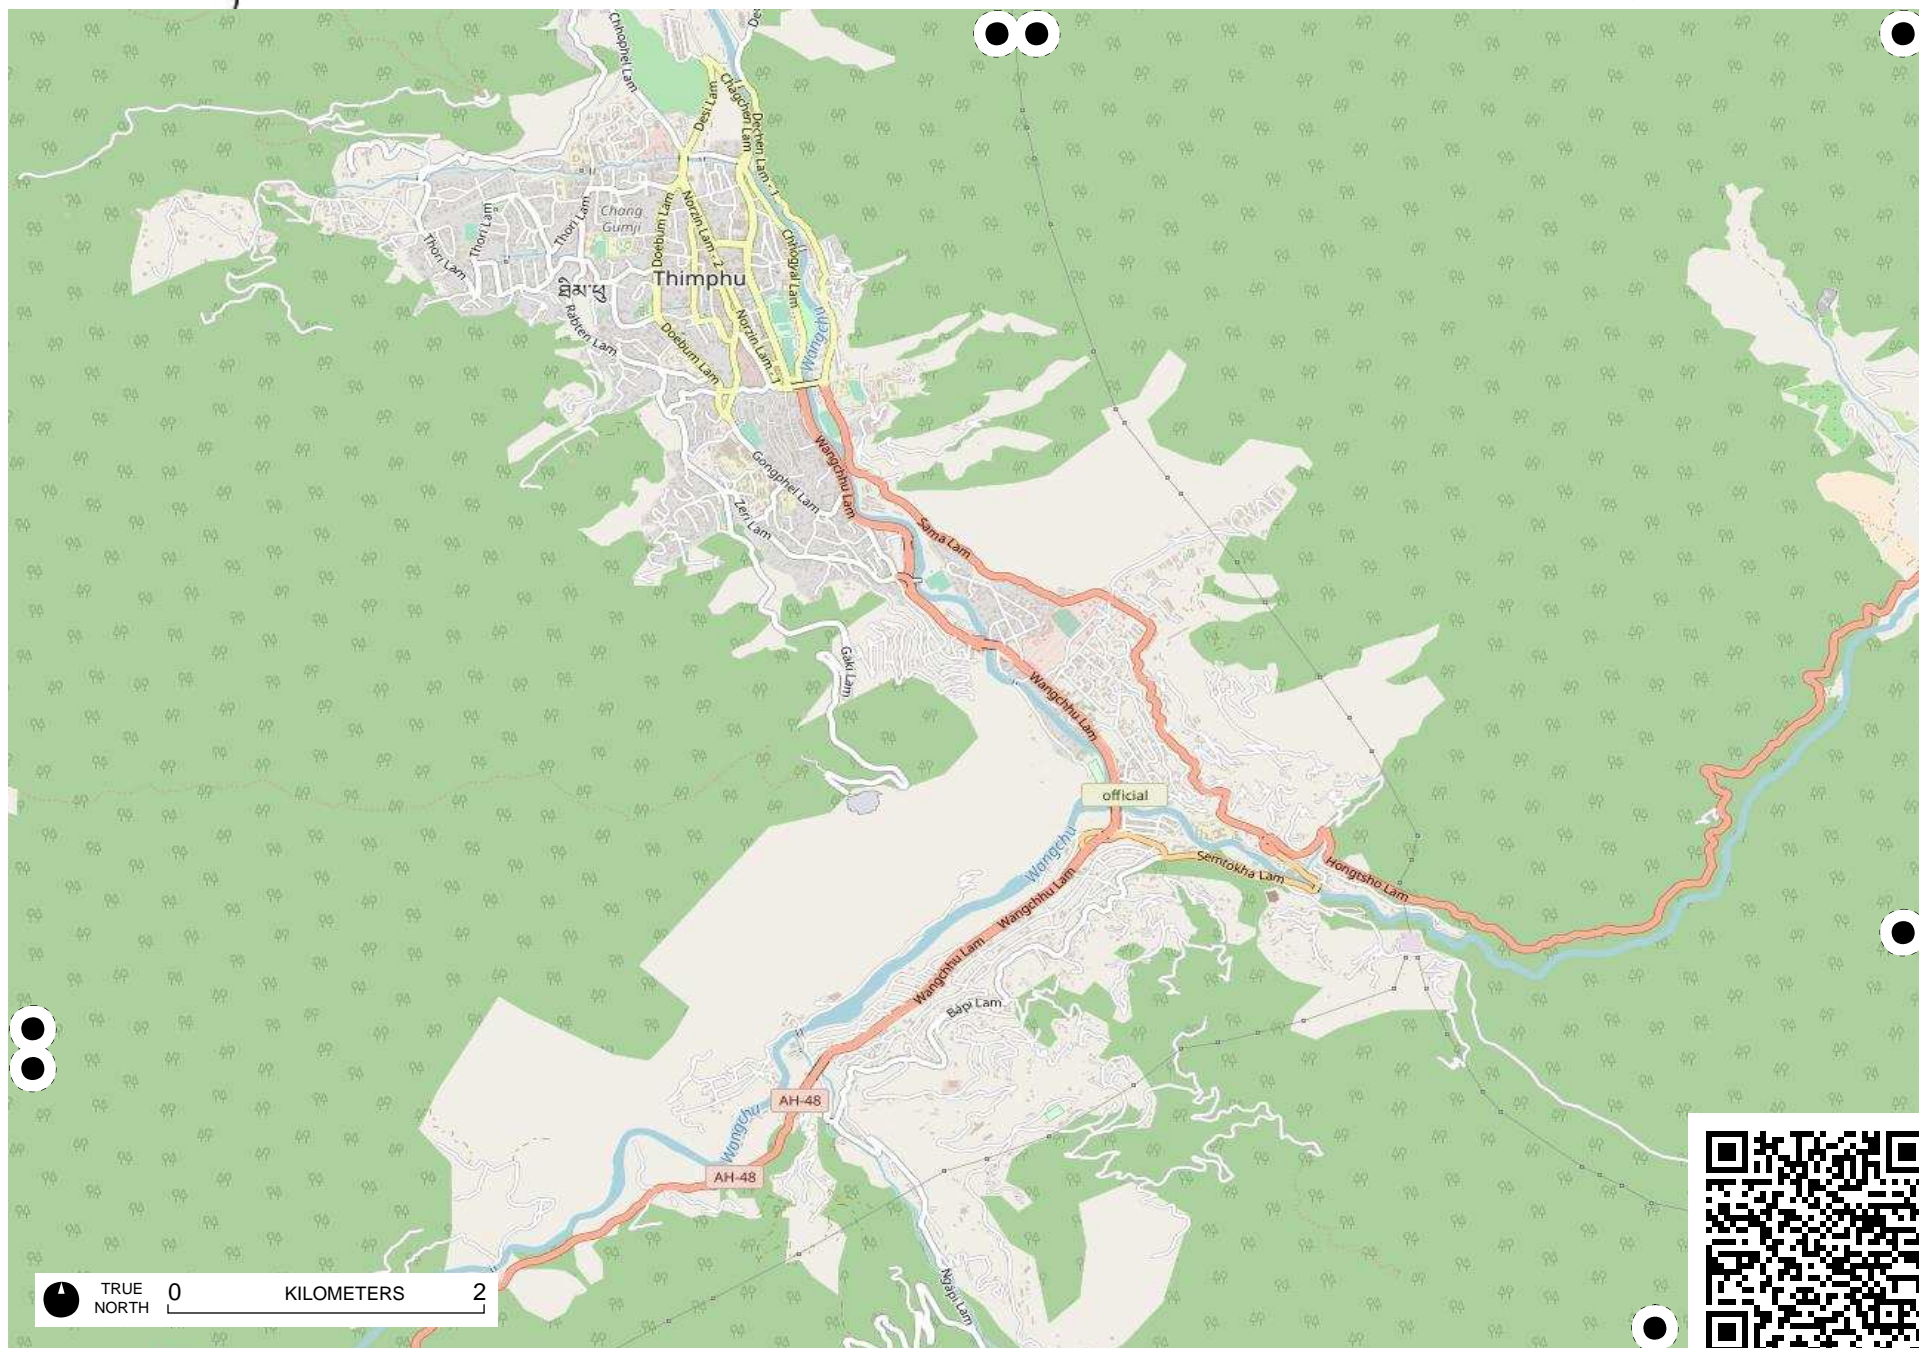 Chhophel Lam
De
Desi Lam
Chagchen Lam
Dechen Lam - 1
Thori Lam
Thori Lam
Thori Lam
Chang
Gumji
Doebum Lam
Norzin Lam - 2
Chhogyal Lam
Thimphu
ཐིམ་ཕུ
Rabten Lam
Doebum Lam
Norzin Lam - 1
Wangchu
Wangchhu Lam
Gongphel Lam
Zeri Lam
Sama Lam
Gaki Lam
Wangchhu Lam
official
Wangchu
Semtokha Lam
Hongtsho Lam
Wangchhu Lam
Wangchhu Lam
Bapi Lam
AH-48
Wangchu
AH-48
Ngapi Lam
TRUE
NORTH
0 KILOMETERS 2